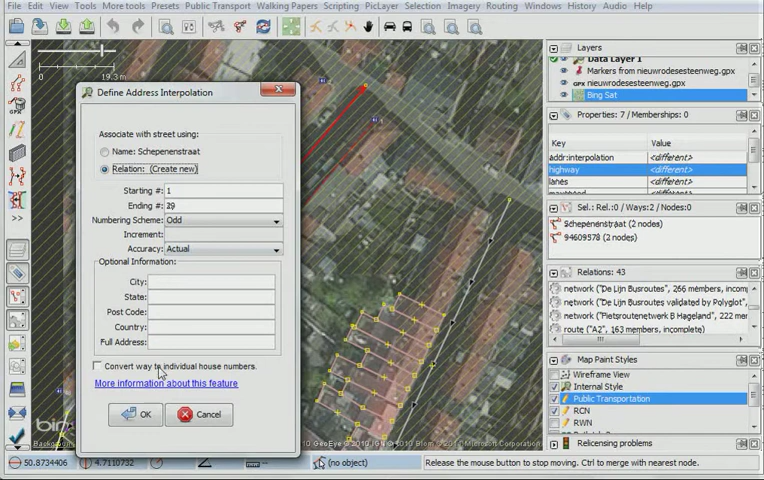 File Edit View Tools More tools Public Transport Walking Papers Scripting PicLayer Selection Imagery Routing Windows History Audio Help
0 19.3 m
Define Address Interpolation
Associate with street using:
Name: Schepenenstraat
Relation: (Create new)
Starting #: 1
Ending #: 29
Numbering Scheme: Odd
Increment:
Accuracy: Actual
Optional Information:
City:
State:
Post Code:
Country:
Full Address:
Convert way to individual house numbers.
More information about this feature
OK Cancel
>>
Layers
Data Layer 1
Markers from nieuwrodesesteenweg.gpx
GPX nieuwrodesesteenweg.gpx
Bing Sat
Properties: 7 / Memberships: 0
Key Value
addr:interpolation <different>
highway <different>
lanes <different>
<different>
Sel.: Rel.:0 / Ways:2 / Nodes:0
Schepenenstraat (2 nodes)
94609578 (2 nodes)
Relations: 43
network ("De Lijn Busroutes", 266 members, incom
network ("De Lijn Busroutes validated by Polyglot",
network ("Fietsroutenetwerk B Hageland", 222 mer
route ("A2", 163 members, incomplete)
Map Paint Styles
Wireframe View
Internal Style
Public Transportation
RCN
RWN
Relicensing problems
bing
50.8734406 4.7110732 --- (no object) Release the mouse button to stop moving. Ctrl to merge with nearest node.